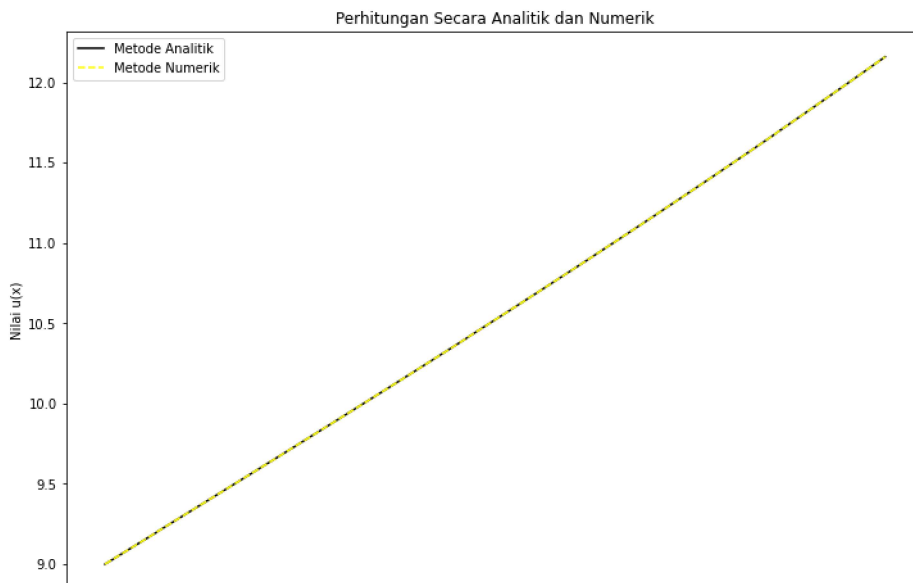 Perhitungan Secara Analitik dan Numerik
Metode Analitik
Metode Numerik
12.0
11.5
11.0
10.5
10.0
9.5
9.0
Nilai u(x)